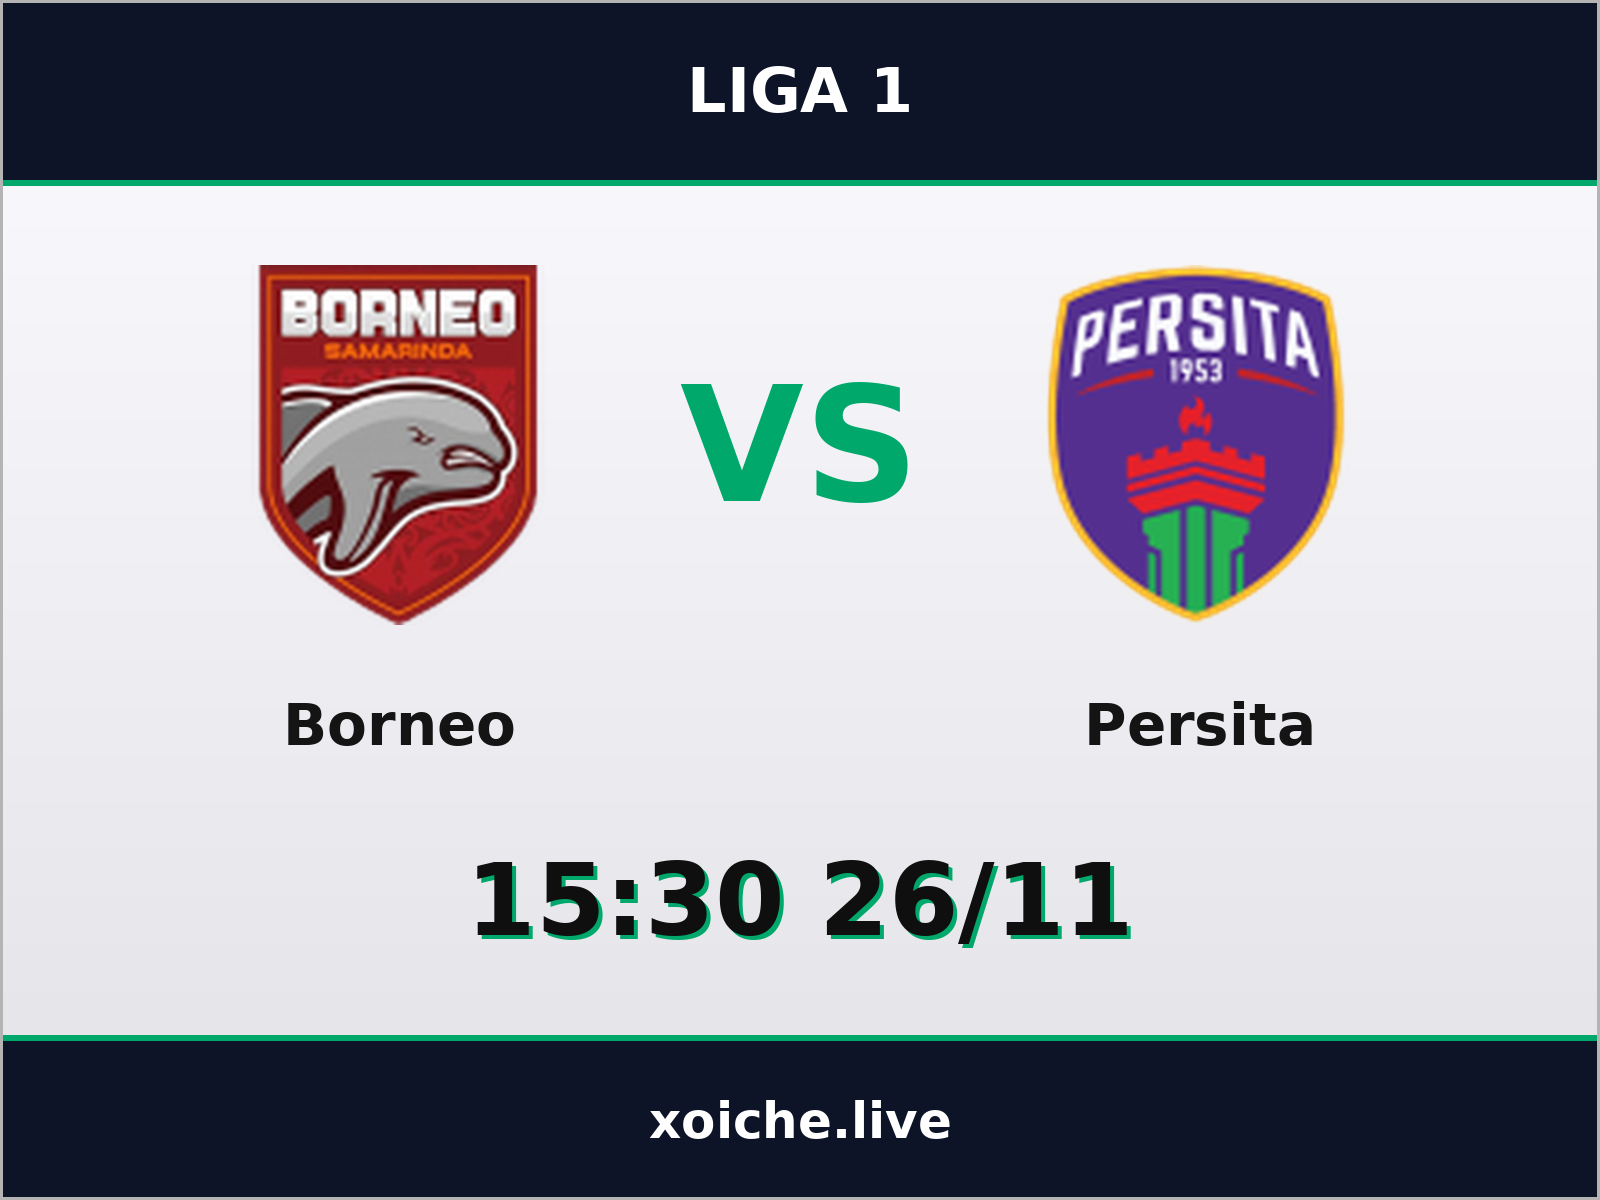 LIGA 1
BORNEO
SAMARINDA
VS
PERSITA
1953
Borneo
Persita
15:30 26/11
xoiche.live